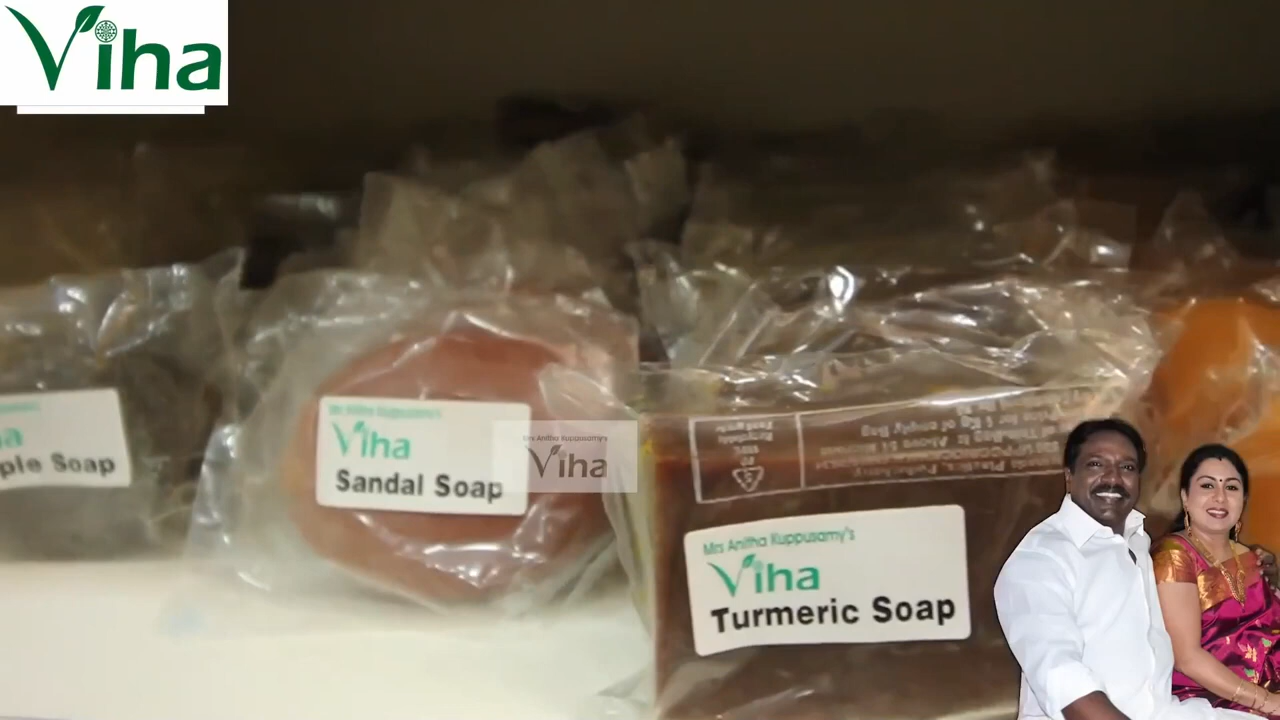 Viha
ple Soap
Mrs Anitha Kuppusamy's
Viha
Sandal Soap
Mrs Anitha Kuppusamy's
Viha
Mrs Anitha Kuppusamy's
Viha
Turmeric Soap